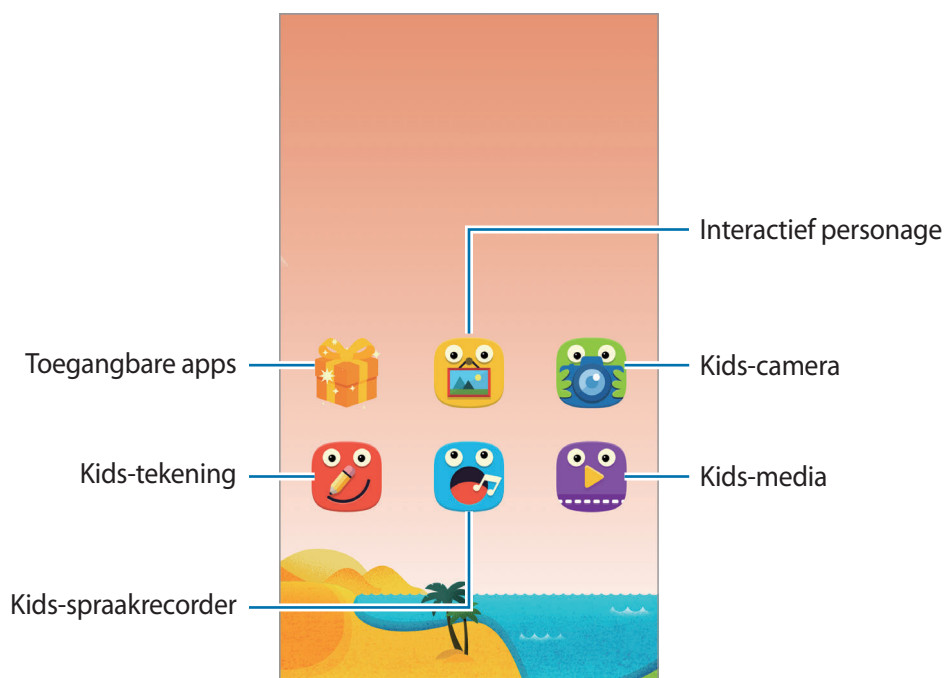 Interactief personage
Toegangbare apps
Kids-camera
Kids-tekening
Kids-media
Kids-spraakrecorder